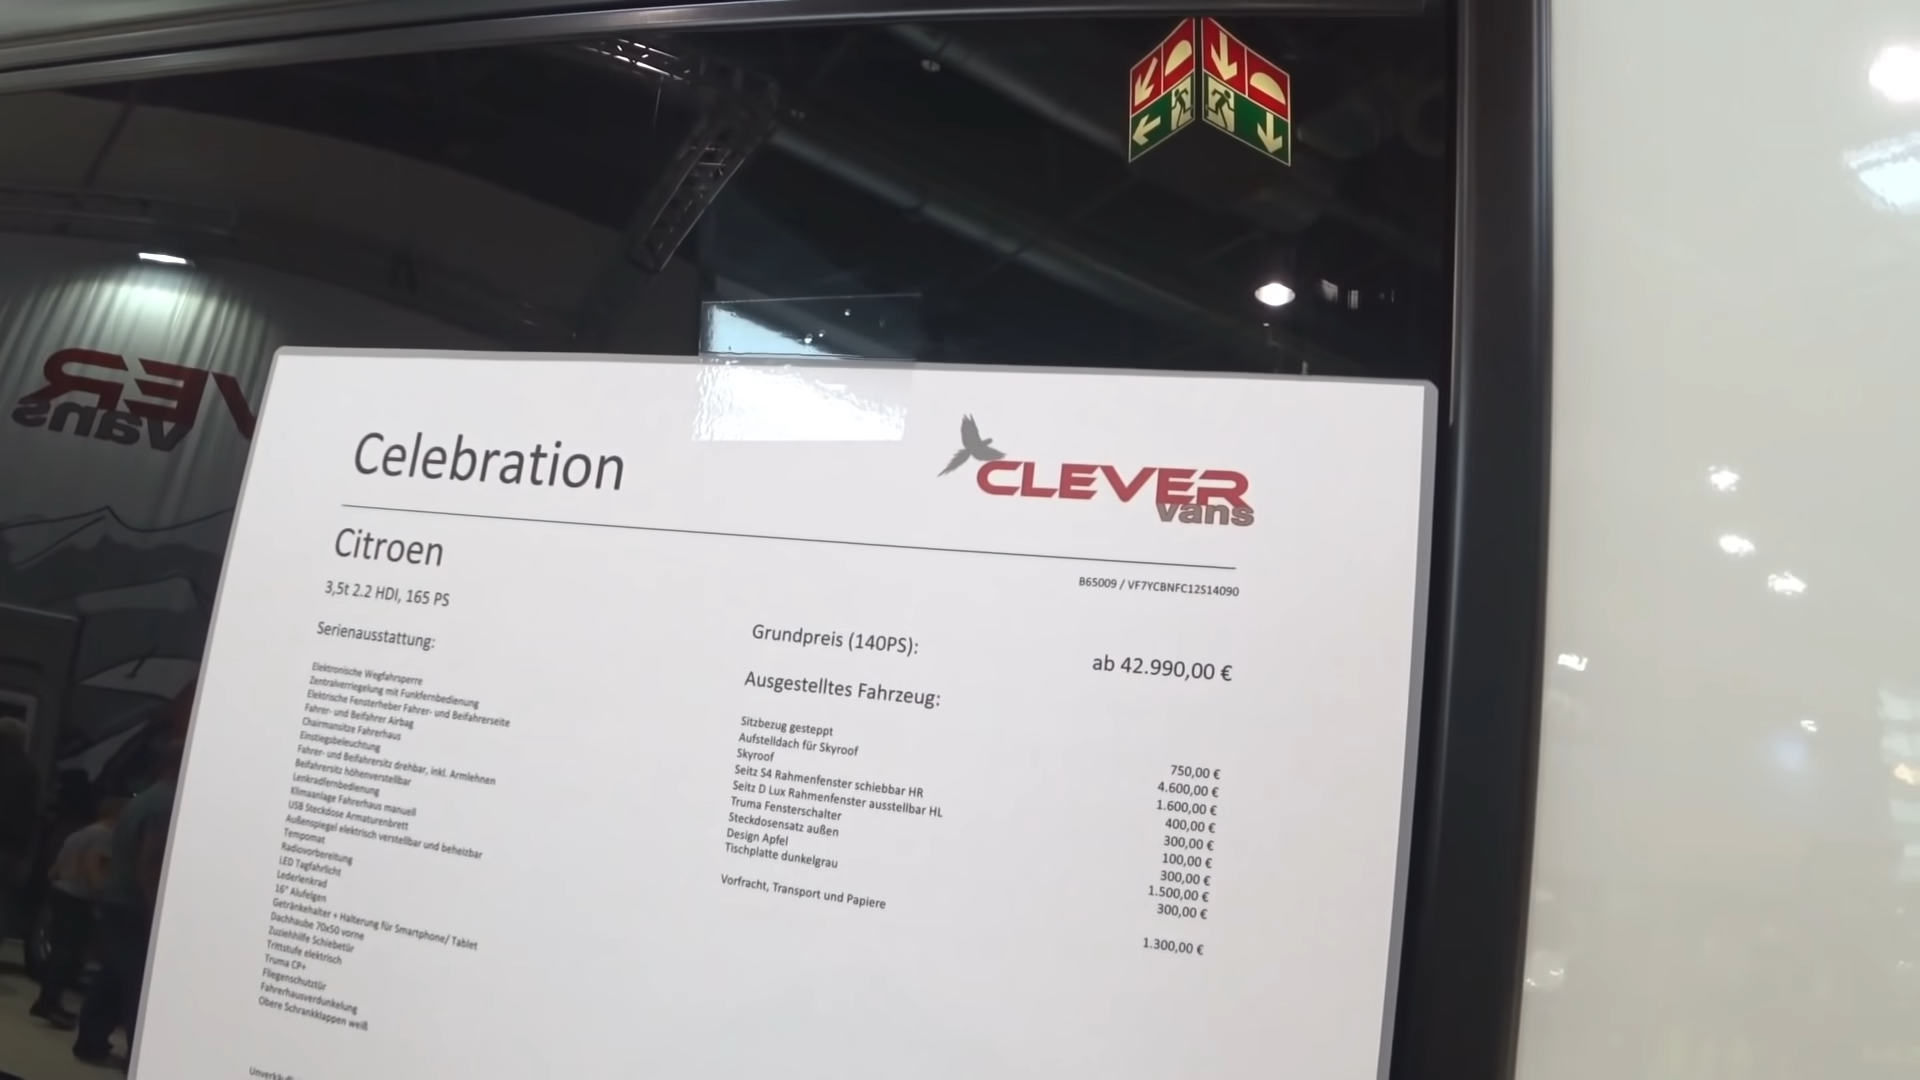 Celebration
CLEVER
vans
Citroen
3,5t 2.2 HDI, 165 PS
B65009 / VF7YCBNFC12S14090
Serienausstattung:
Elektronische Wegfahrsperre
Zentralverriegelung mit Funkfernbedienung
Elektrische Fensterheber Fahrer- und Beifahrerseite
Fahrer- und Beifahrer Airbag
Chairmansitze Fahrerhaus
Einstiegsbeleuchtung
Fahrer- und Beifahrersitz drehbar, inkl. Armlehnen
Beifahrersitz höhenverstellbar
Lenkradfernbedienung
Klimaanlage Fahrerhaus manuell
USB Steckdose Armaturenbrett
Außenspiegel elektrisch verstellbar und beheizbar
Tempomat
Radiovorbereitung
LED Tagfahrlicht
Lederlenkrad
16" Alufelgen
Getränkehalter + Halterung für Smartphone/ Tablet
Dachhaube 70x50 vorne
Zuziehhilfe Schiebetür
Trittstufe elektrisch
Truma CP+
Fliegenschutztür
Fahrerhausverdunkelung
Obere Schrankklappen weiß
Grundpreis (140PS): ab 42.990,00 €
Ausgestelltes Fahrzeug:
Sitzbezug gesteppt 750,00 €
Aufstelldach für Skyroof 4.600,00 €
Skyroof 1.600,00 €
Seitz S4 Rahmenfenster schiebbar HR 400,00 €
Seitz D Lux Rahmenfenster ausstellbar HL 300,00 €
Truma Fensterschalter 100,00 €
Steckdosensatz außen 300,00 €
Design Apfel 1.500,00 €
Tischplatte dunkelgrau 300,00 €
Vorfracht, Transport und Papiere 1.300,00 €